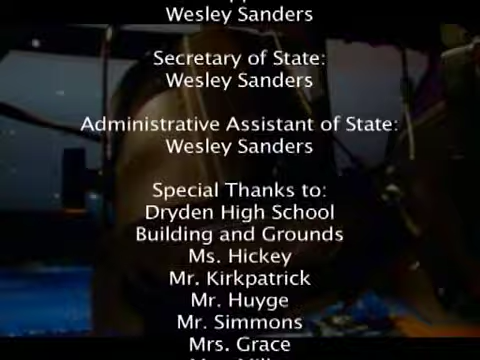 Wesley Sanders
Secretary of State:
Wesley Sanders
Administrative Assistant of State:
Wesley Sanders
Special Thanks to:
Dryden High School
Building and Grounds
Ms. Hickey
Mr. Kirkpatrick
Mr. Huyge
Mr. Simmons
Mrs. Grace